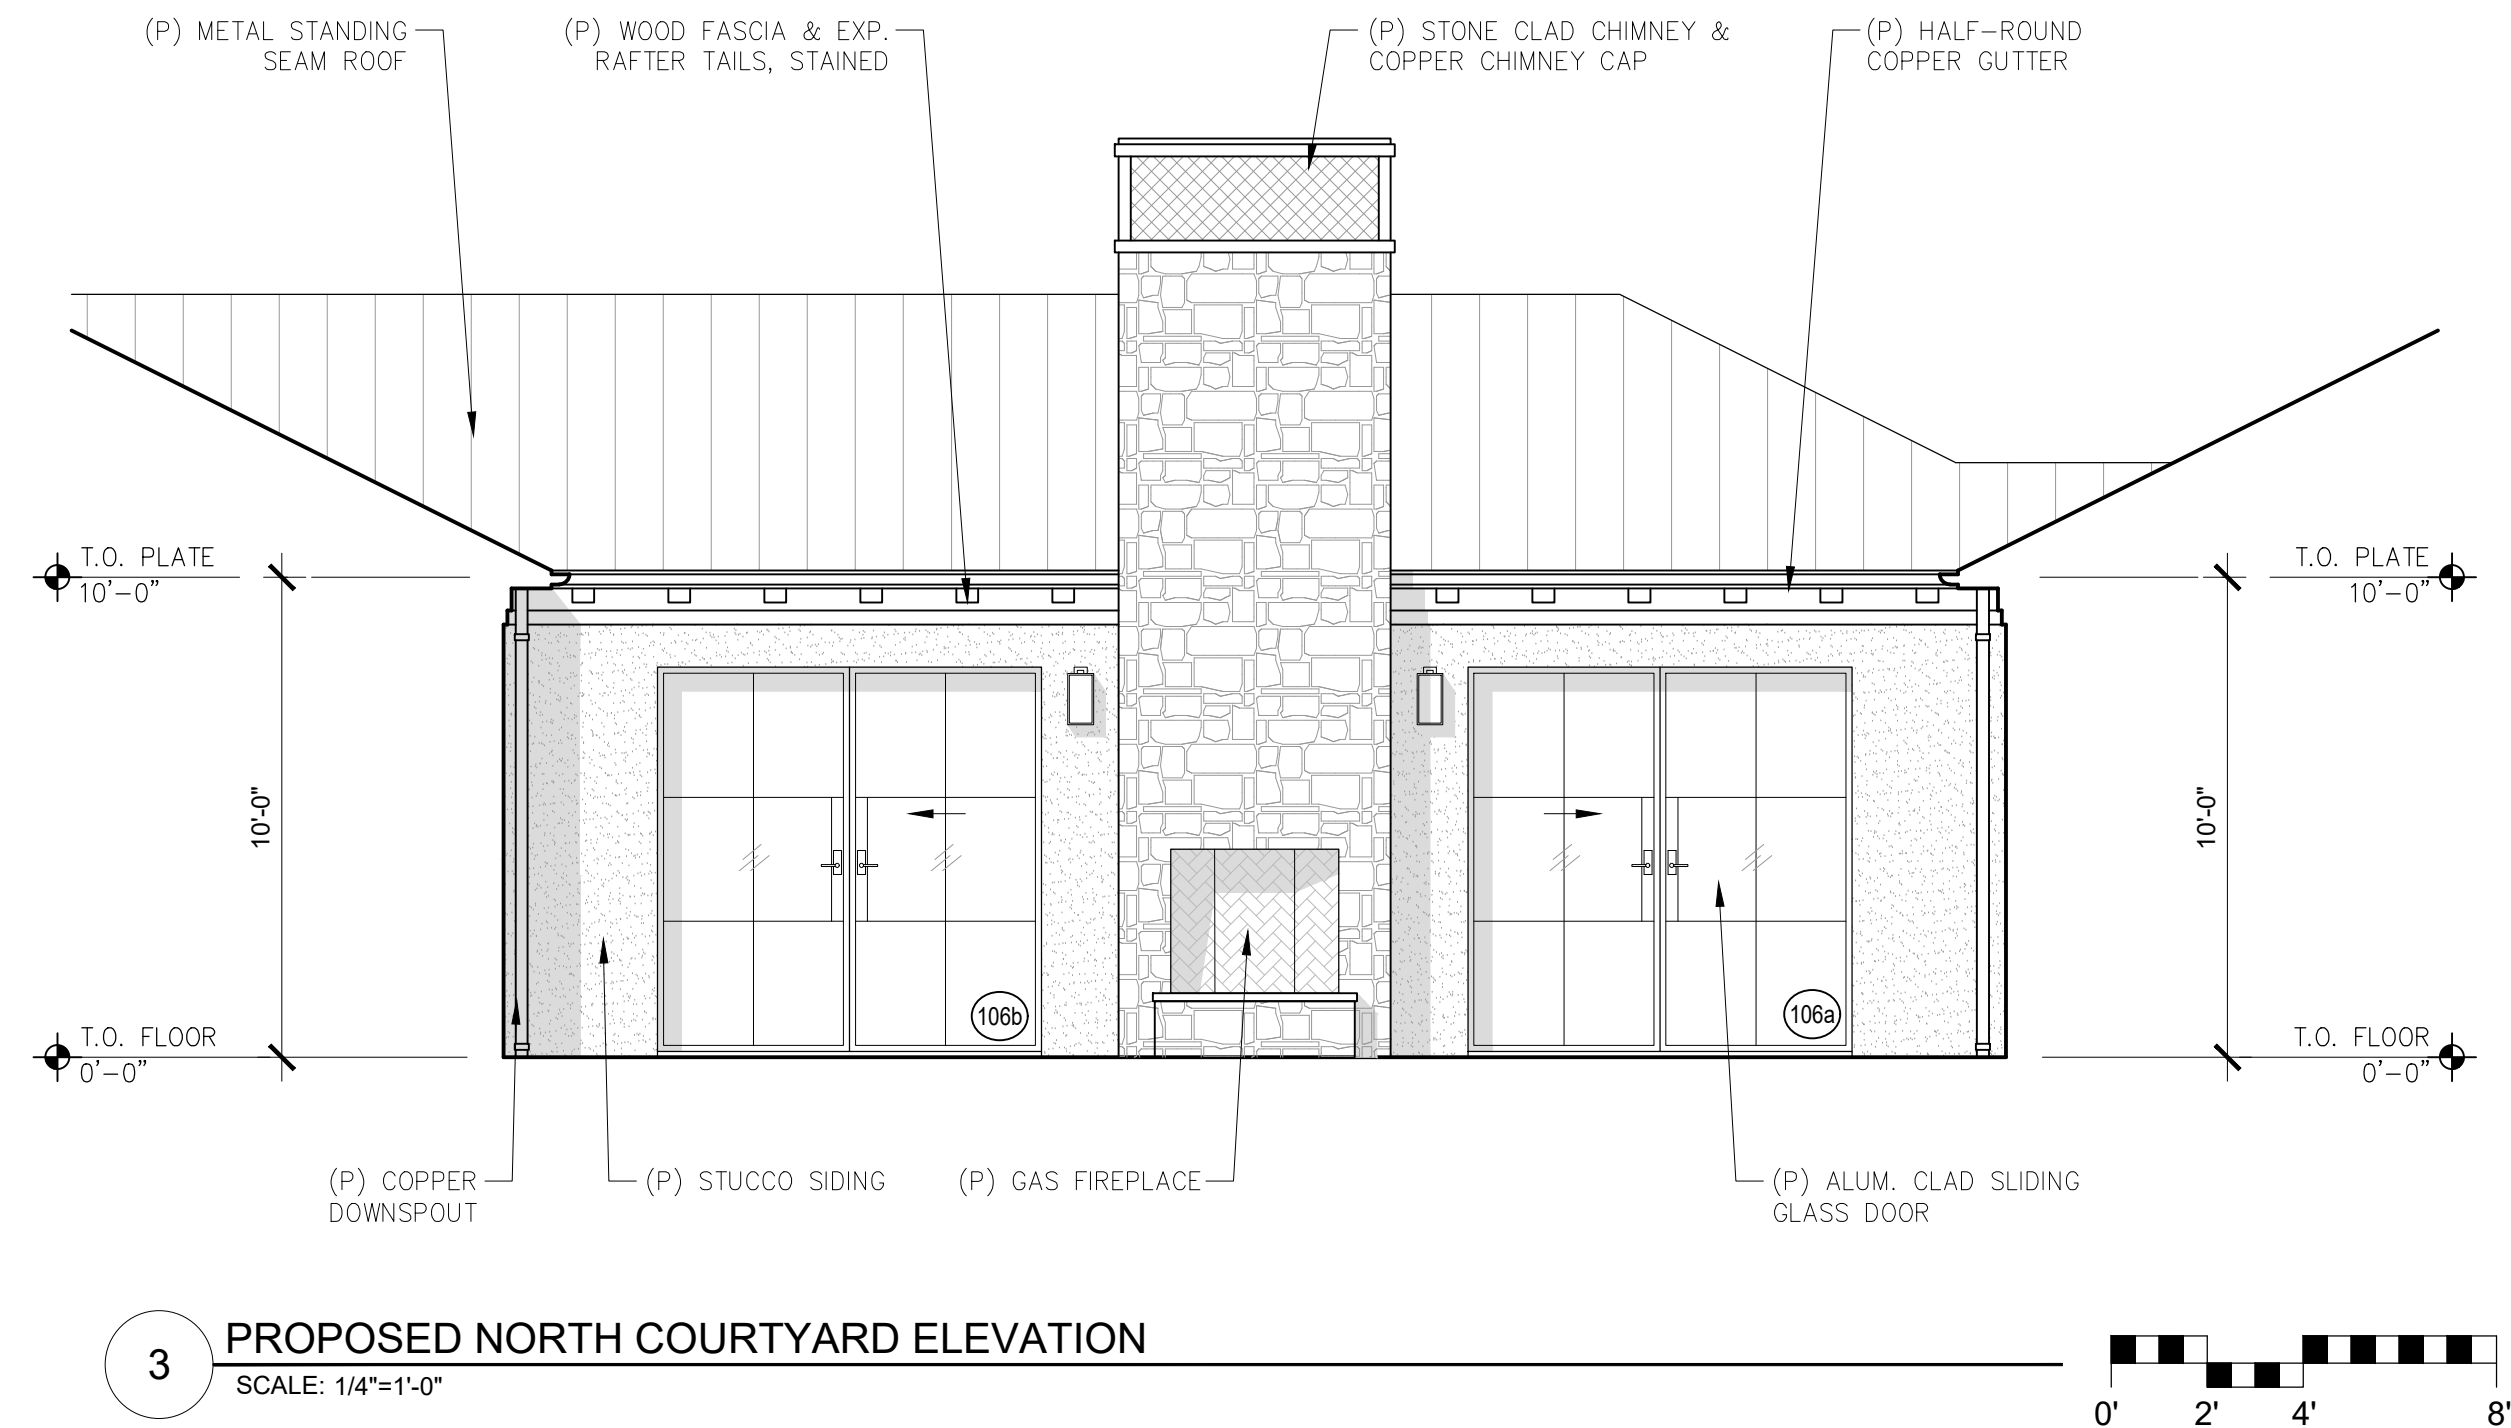 (P) METAL STANDING
SEAM ROOF
(P) WOOD FASCIA & EXP.
RAFTER TAILS, STAINED
(P) STONE CLAD CHIMNEY &
COPPER CHIMNEY CAP
(P) HALF-ROUND
COPPER GUTTER
T.O. PLATE
10'-0"
T.O. PLATE
10'-0"
10'-0"
10'-0"
106b
106a
T.O. FLOOR
0'-0"
T.O. FLOOR
0'-0"
(P) COPPER
DOWNSPOUT
(P) STUCCO SIDING
(P) GAS FIREPLACE
(P) ALUM. CLAD SLIDING
GLASS DOOR
3
PROPOSED NORTH COURTYARD ELEVATION
SCALE: 1/4"=1'-0"
0' 2' 4' 8'